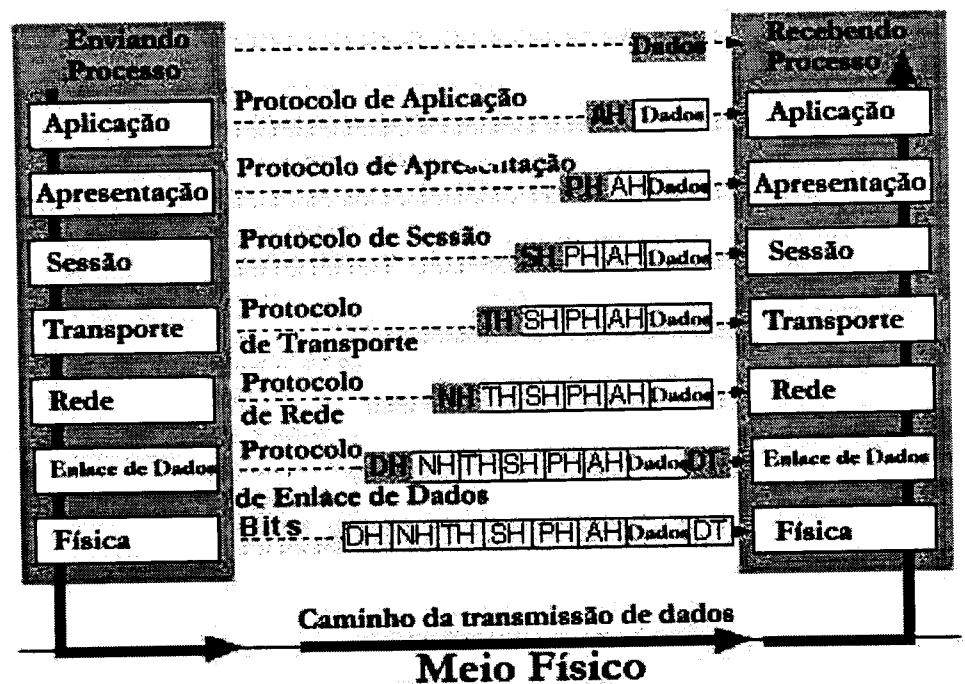 Enviando
Processo
Dados
Recebendo
Processo
Aplicação
Protocolo de Aplicação
AH Dados
Aplicação
Apresentação
Protocolo de Apresentação
PH AH Dados
Apresentação
Sessão
Protocolo de Sessão
SH PH AH Dados
Sessão
Transporte
Protocolo
de Transporte
TH SH PH AH Dados
Transporte
Rede
Protocolo
de Rede
NH TH SH PH AH Dados
Rede
Enlace de Dados
Protocolo
de Enlace de Dados
DH NH TH SH PH AH Dados DT
Enlace de Dados
Física
Bits
DH NH TH SH PH AH Dados DT
Física
Caminho da transmissão de dados
Meio Físico